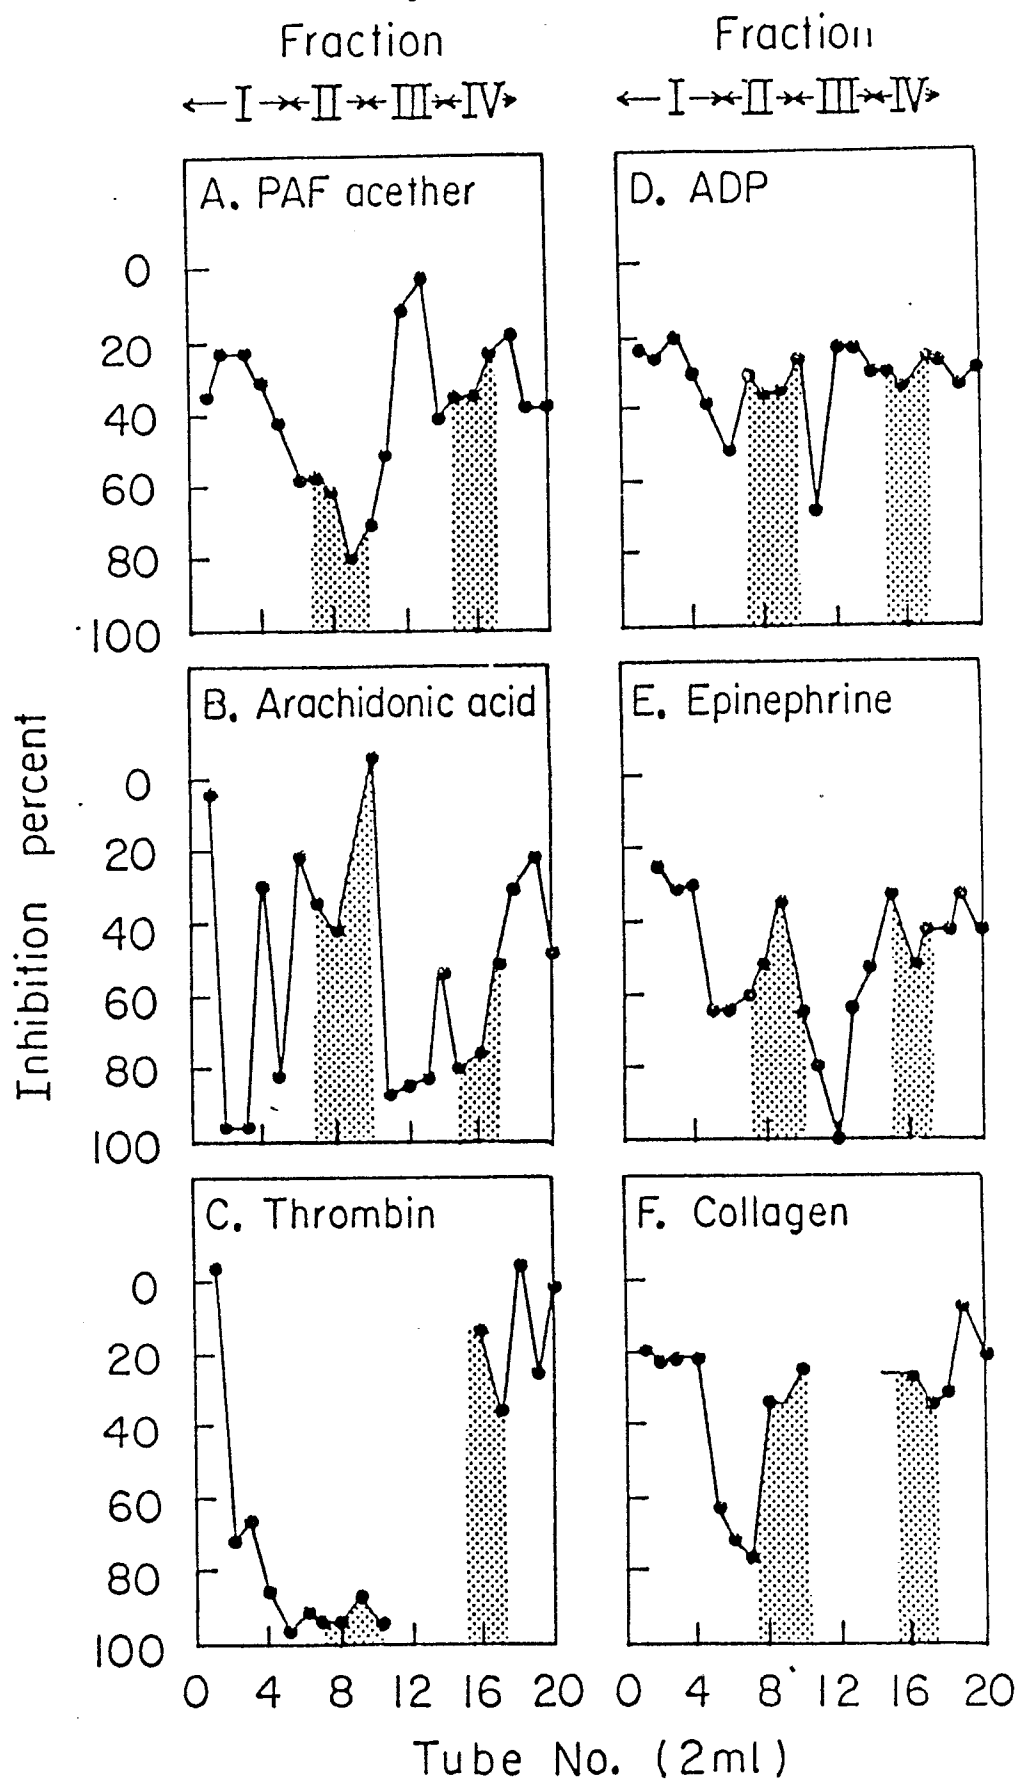 Fraction Fraction
I II III IV I II III IV
A. PAF acether D. ADP
0
20
40
60
80
100
B. Arachidonic acid E. Epinephrine
0
20
40
60
80
100
C. Thrombin F. Collagen
0
20
40
60
80
100
0 4 8 12 16 20 0 4 8 12 16 20
Inhibition percent
Tube No. (2ml)